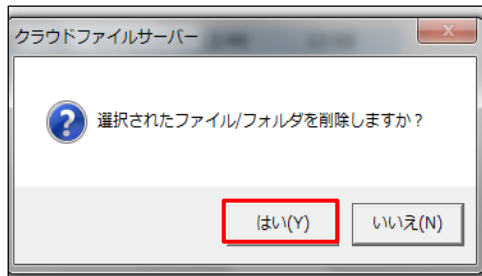 クラウドファイルサーバー
選択されたファイル/フォルダを削除しますか？
はい(Y)
いいえ(N)